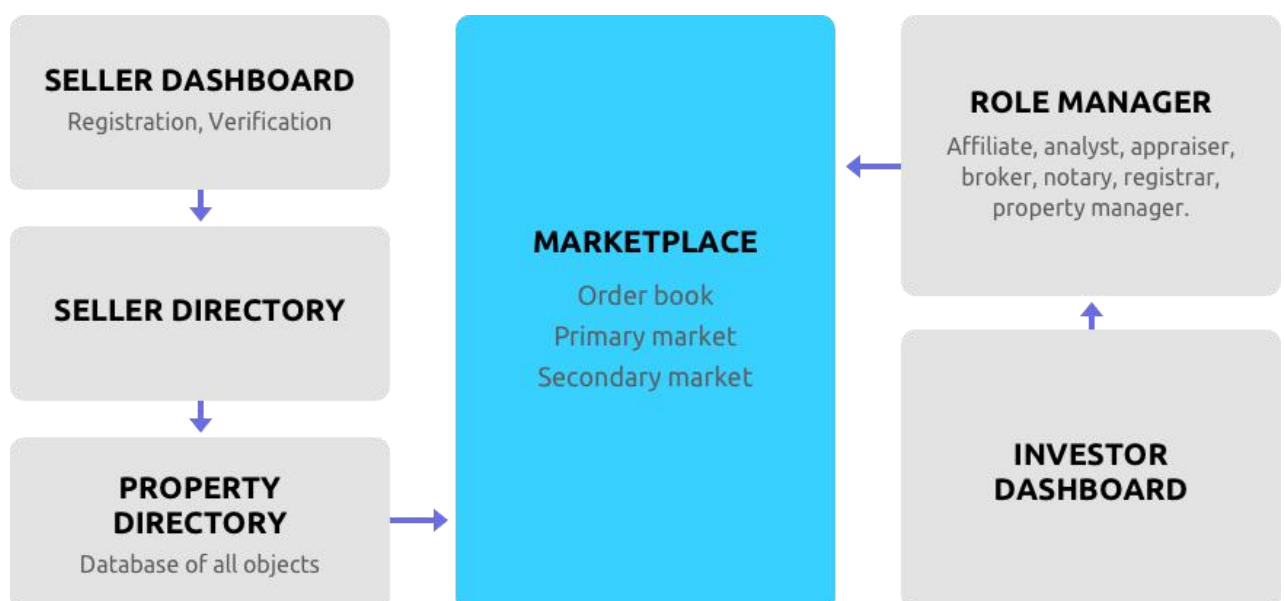 SELLER DASHBOARD
Registration, Verification
SELLER DIRECTORY
PROPERTY
DIRECTORY
Database of all objects
MARKETPLACE
Order book
Primary market
Secondary market
ROLE MANAGER
Affiliate, analyst, appraiser,
broker, notary, registrar,
property manager.
INVESTOR
DASHBOARD